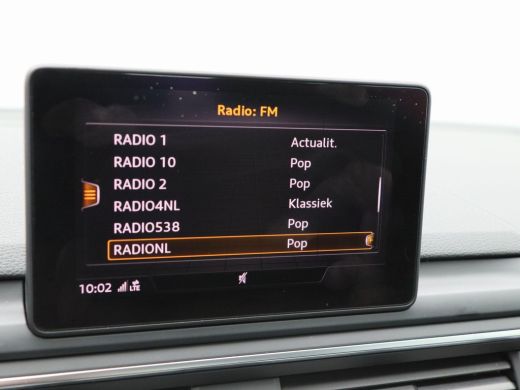 Radio: FM
RADIO 1 Actualit.
RADIO 10 Pop
RADIO 2 Pop
RADIO4NL Klassiek
RADIO538 Pop
RADIONL Pop
10:02 LTE